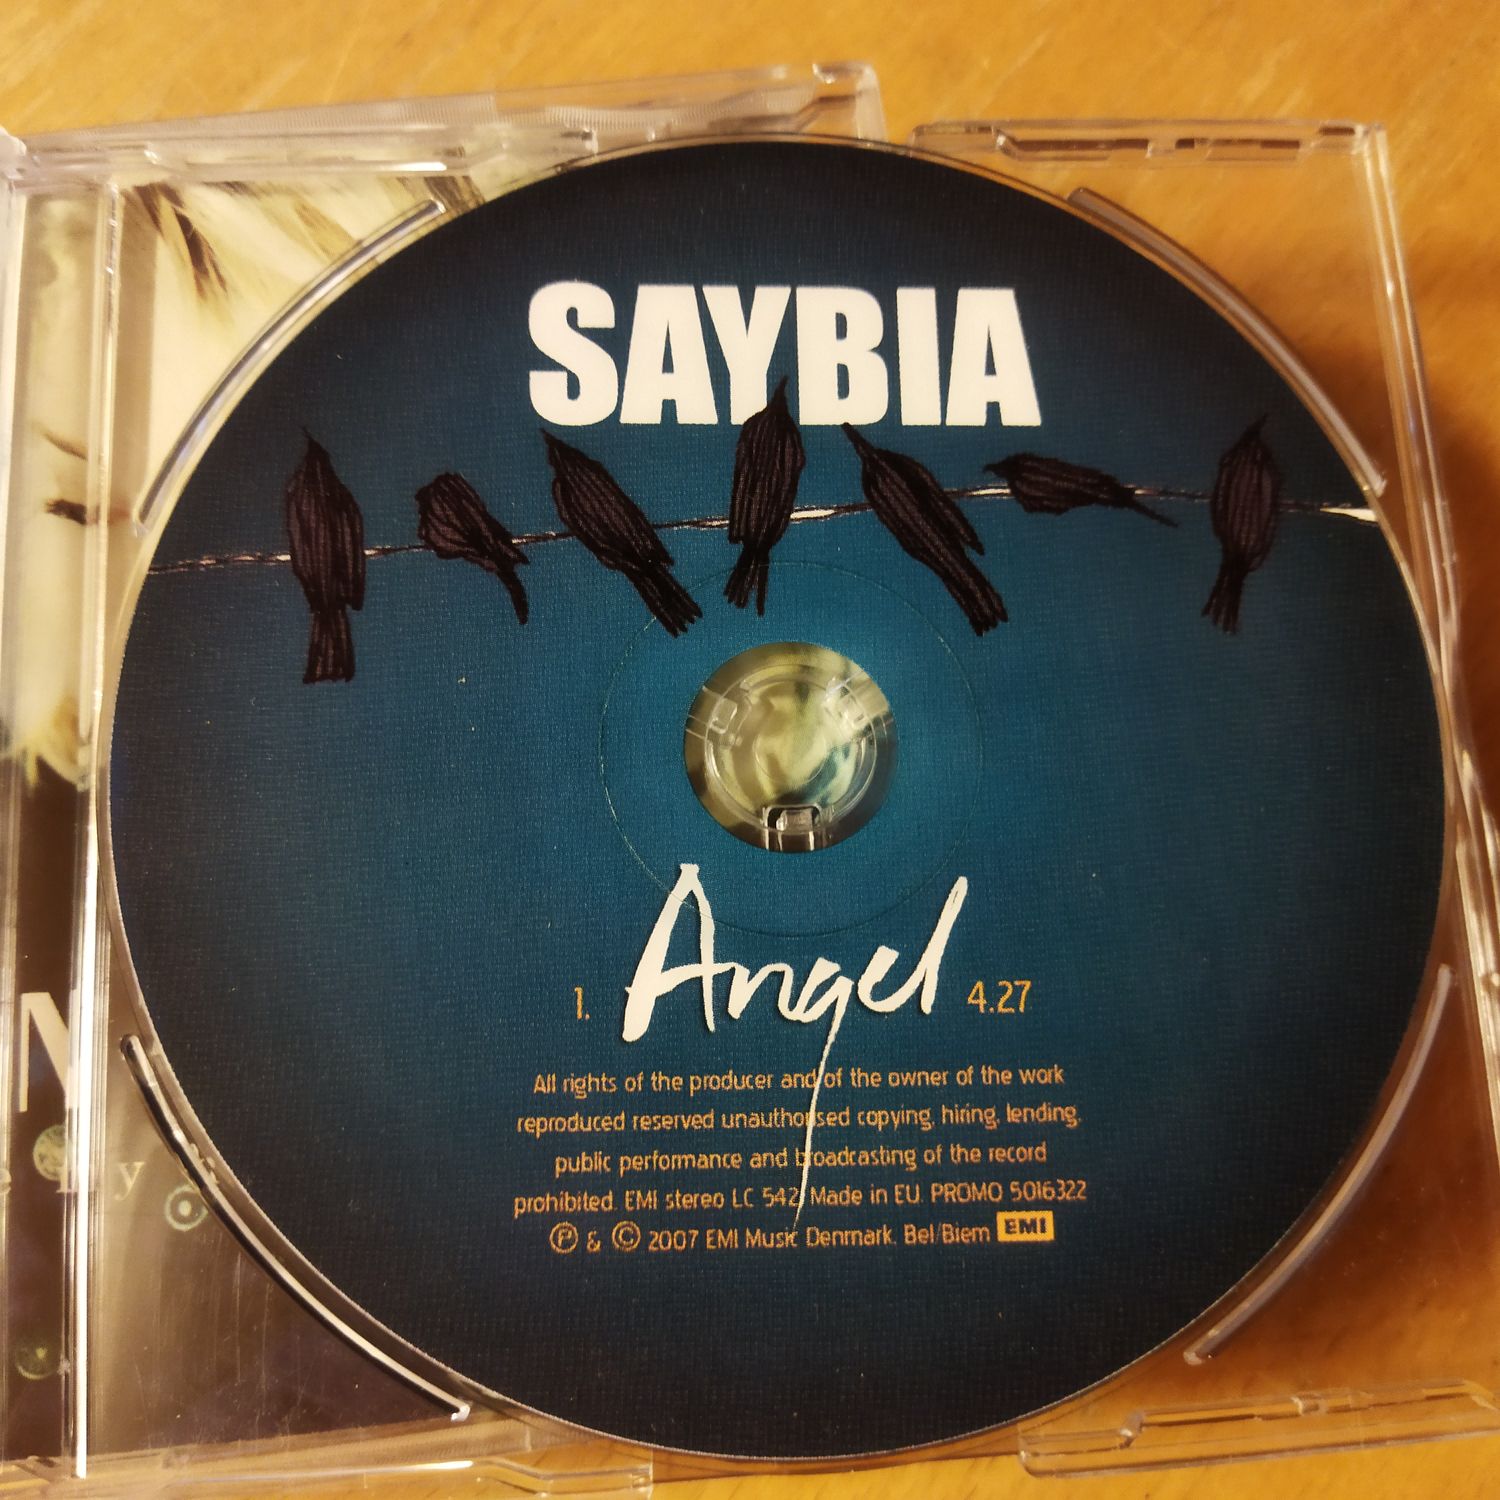 SAYBIA
1. Angel 4.27
All rights of the producer and of the owner of the work
reproduced reserved unauthorised copying, hiring, lending,
public performance and broadcasting of the record
prohibited. EMI stereo LC 542 Made in EU. PROMO 5016322
Ⓟ & © 2007 EMI Music Denmark. Bel/Biem EMI